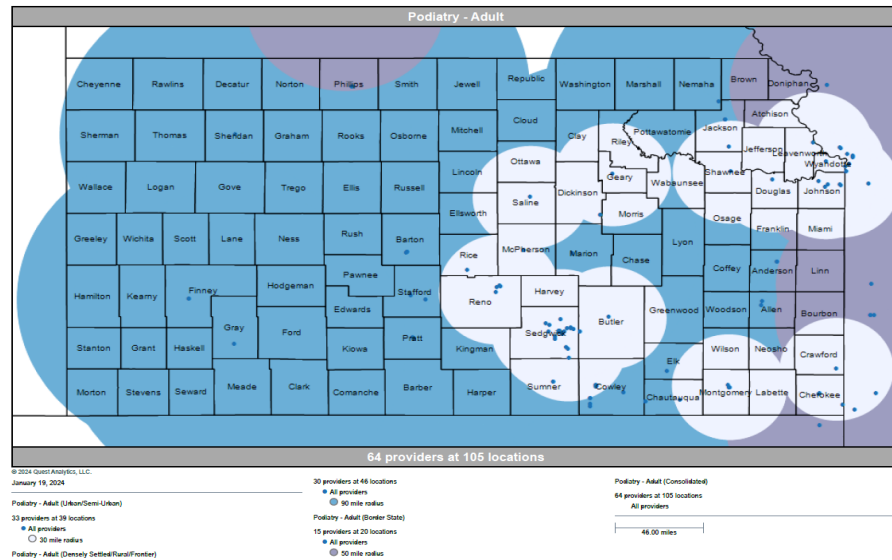 Podiatry - Adult
Cheyenne Rawlins Decatur Norton Phillips Smith Jewell Republic Washington Marshall Nemaha Brown Doniphan
Cloud
Atchison
Sherman Thomas Sheridan Graham Rooks Osborne Mitchell Clay Riley Pottawatomie Jackson
Jefferson Leavenworth
Ottawa
Wyandotte
Lincoln
Geary Wabaunsee Shawnee
Wallace Logan Gove Trego Ellis Russell Saline Dickinson Douglas Johnson
Ellsworth Morris Osage
Franklin Miami
Greeley Wichita Scott Lane Ness Rush Barton Rice McPherson Marion Chase Lyon
Coffey Anderson Linn
Pawnee
Hamilton Kearny Finney Hodgeman Stafford Reno Harvey
Edwards
Gray Ford Sedgwick Butler Greenwood Woodson Allen Bourbon
Pratt
Stanton Grant Haskell Kiowa Kingman Elk Wilson Neosho Crawford
Morton Stevens Seward Meade Clark Comanche Barber Harper Sumner Cowley Chautauqua Montgomery Labette Cherokee
64 providers at 105 locations
© 2024 Quest Analytics, LLC.
January 19, 2024
Podiatry - Adult (Urban/Semi-Urban)
33 providers at 39 locations
All providers
30 mile radius
Podiatry - Adult (Densely Settled/Rural/Frontier)
30 providers at 46 locations
All providers
90 mile radius
Podiatry - Adult (Border State)
15 providers at 20 locations
All providers
50 mile radius
Podiatry - Adult (Consolidated)
64 providers at 105 locations
All providers
46.00 miles